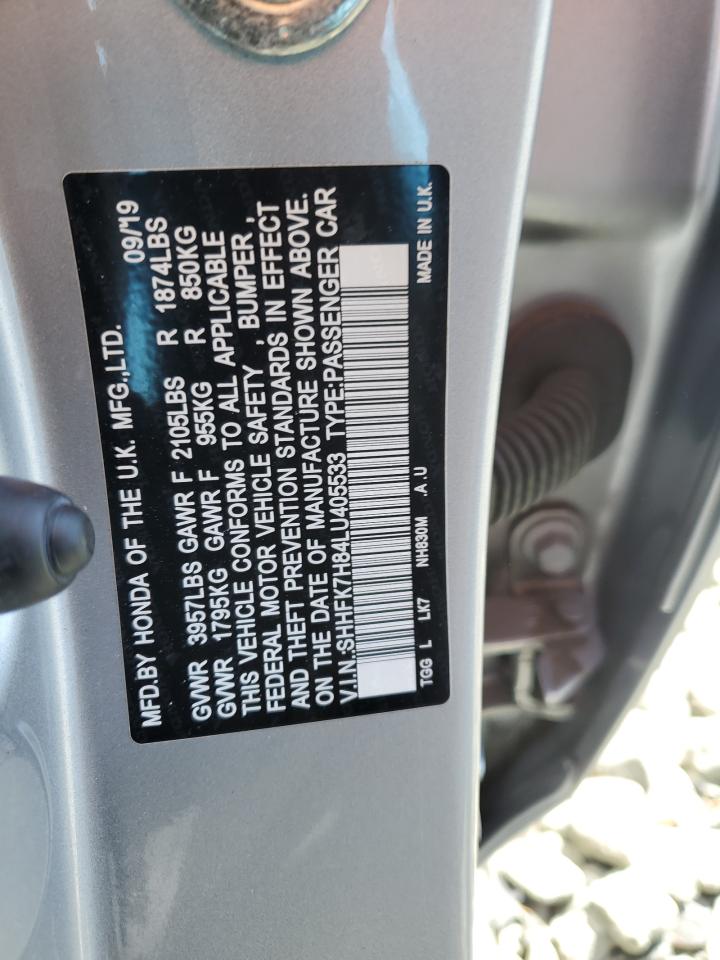 MFD.BY HONDA OF THE U.K. MFG.,LTD. 09/19
GVWR 3957LBS GAWR F 2105LBS R 1874LBS
GVWR 1795KG GAWR F 955KG R 850KG
THIS VEHICLE CONFORMS TO ALL APPLICABLE
FEDERAL MOTOR VEHICLE SAFETY , BUMPER ,
AND THEFT PREVENTION STANDARDS IN EFFECT
ON THE DATE OF MANUFACTURE SHOWN ABOVE.
V.I.N.:SHHFK7H84LU405533 TYPE:PASSENGER CAR
TGG L LK7 NH830M .A .U MADE IN U.K.